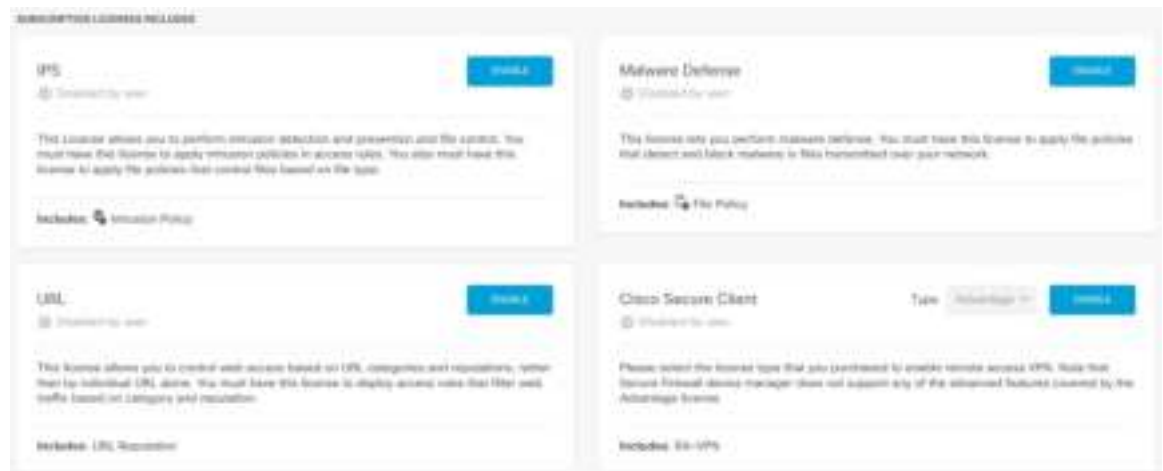 SUBSCRIPTION LICENSES INCLUDED
IPS
ENABLE
Disabled by user
This License allows you to perform intrusion detection and prevention and file control. You
must have this license to apply intrusion policies in access rules. You also must have this
license to apply file policies that control files based on file type.
Includes: Intrusion Policy
Malware Defense
ENABLE
Disabled by user
This license lets you perform malware defense. You must have this license to apply file policies
that detect and block malware in files transmitted over your network.
Includes: File Policy
URL
ENABLE
Disabled by user
This license allows you to control web access based on URL categories and reputations, rather
than by individual URL alone. You must have this license to deploy access rules that filter web
traffic based on category and reputation.
Includes: URL Reputation
Cisco Secure Client
Type
Advantage
ENABLE
Disabled by user
Please select the license type that you purchased to enable remote access VPN. Note that
Secure Firewall device manager does not support any of the advanced features covered by the
Advantage license.
Includes: RA-VPN